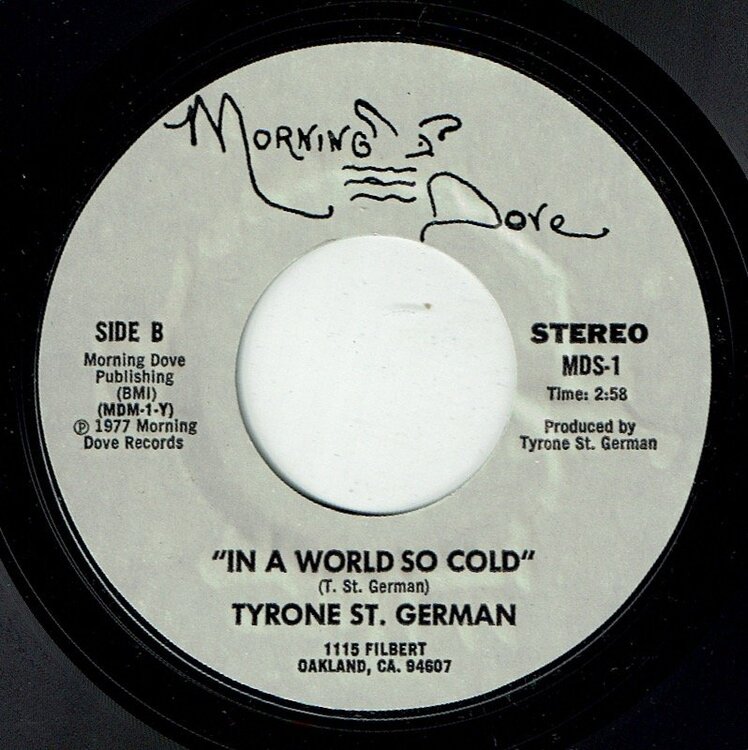 Morning Dove
SIDE B
Morning Dove
Publishing
(BMI)
(MDM-1-Y)
℗ 1977 Morning
Dove Records
STEREO
MDS-1
Time: 2:58
Produced by
Tyrone St. German
"IN A WORLD SO COLD"
(T. St. German)
TYRONE ST. GERMAN
1115 FILBERT
OAKLAND, CA. 94607